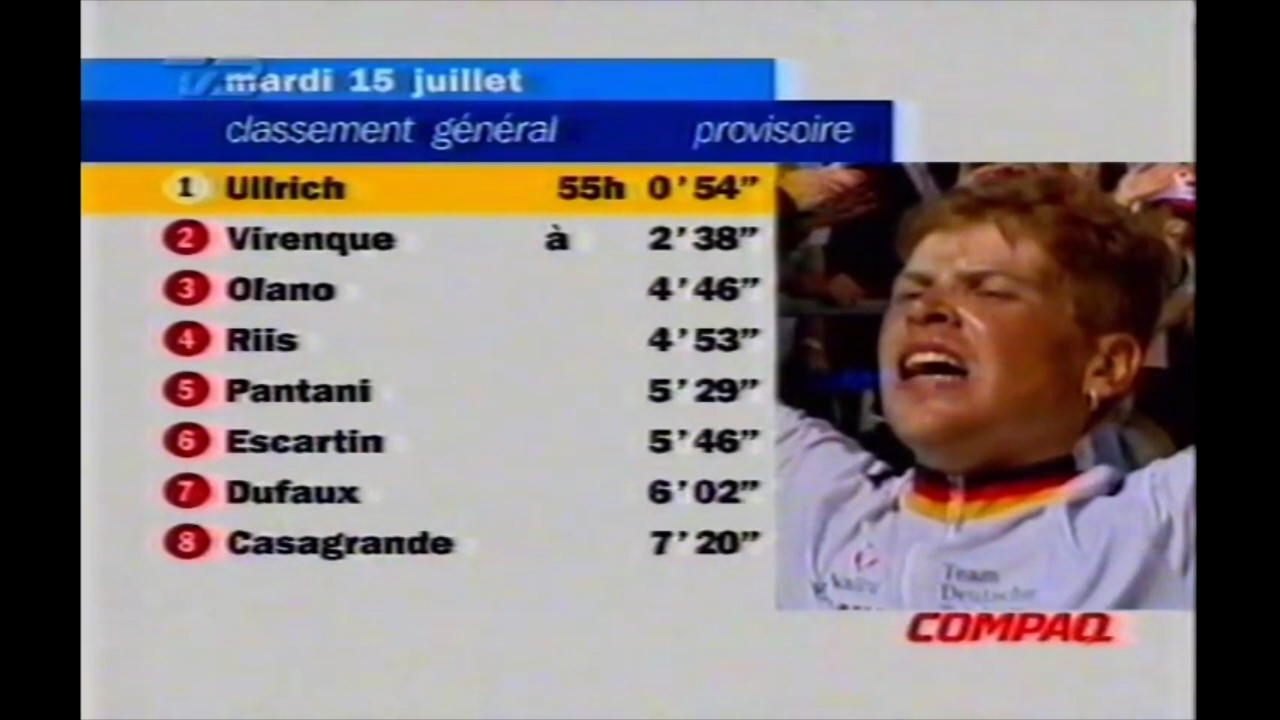 TV2
mardi 15 juillet
classement général provisoire
1 Ullrich 55h 0'54”
2 Virenque à 2'38”
3 Olano 4'46”
4 Riis 4'53”
5 Pantani 5'29”
6 Escartin 5'46”
7 Dufaux 6'02”
8 Casagrande 7'20”
Team
Deutsche
COMPAQ